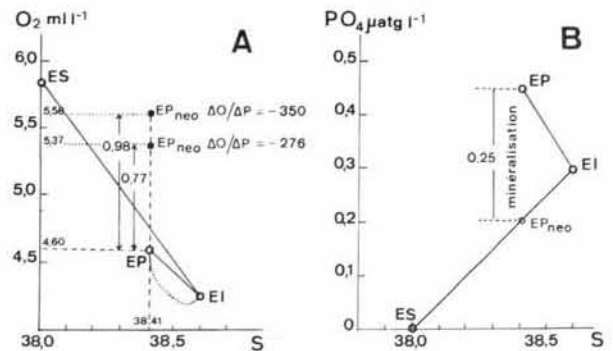 O₂ ml l⁻¹
A
6,0
ES
5,58
EPneo ΔO/ΔP = −350
5,5
5,37
EPneo ΔO/ΔP = −276
0,98
0,77
5,0
4,60
EP
4,5
EI
38,41
38,0
38,5
S
PO₄ µatg l⁻¹
B
0,5
EP
0,4
0,25
minéralisation
0,3
EI
0,2
EPneo
0,1
ES
0
38,0
38,5
S